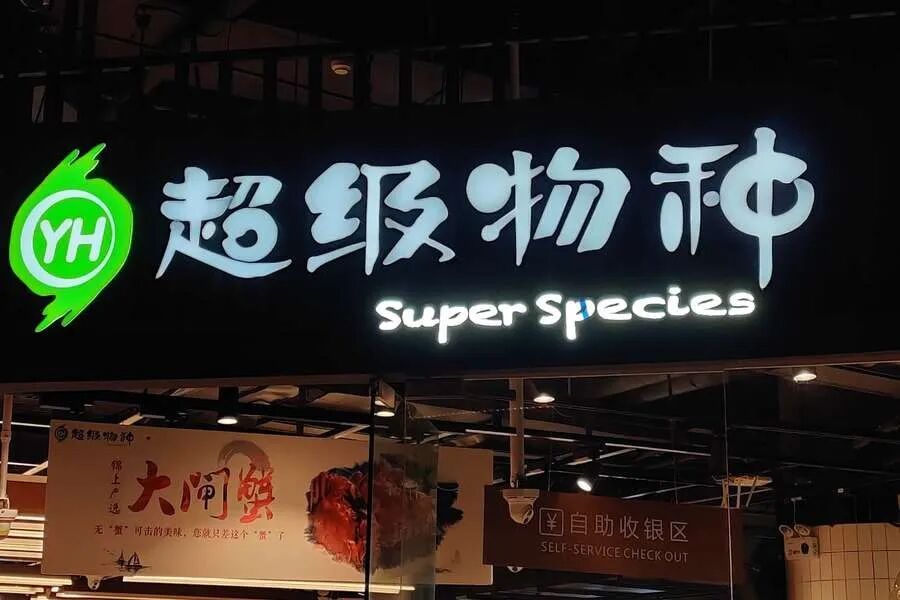 YH
超级物种
Super Species
超级物种
大闸蟹
无“蟹”可击的美味,您就只差这个“蟹”了
¥自助收银区
SELF-SERVICE CHECK OUT